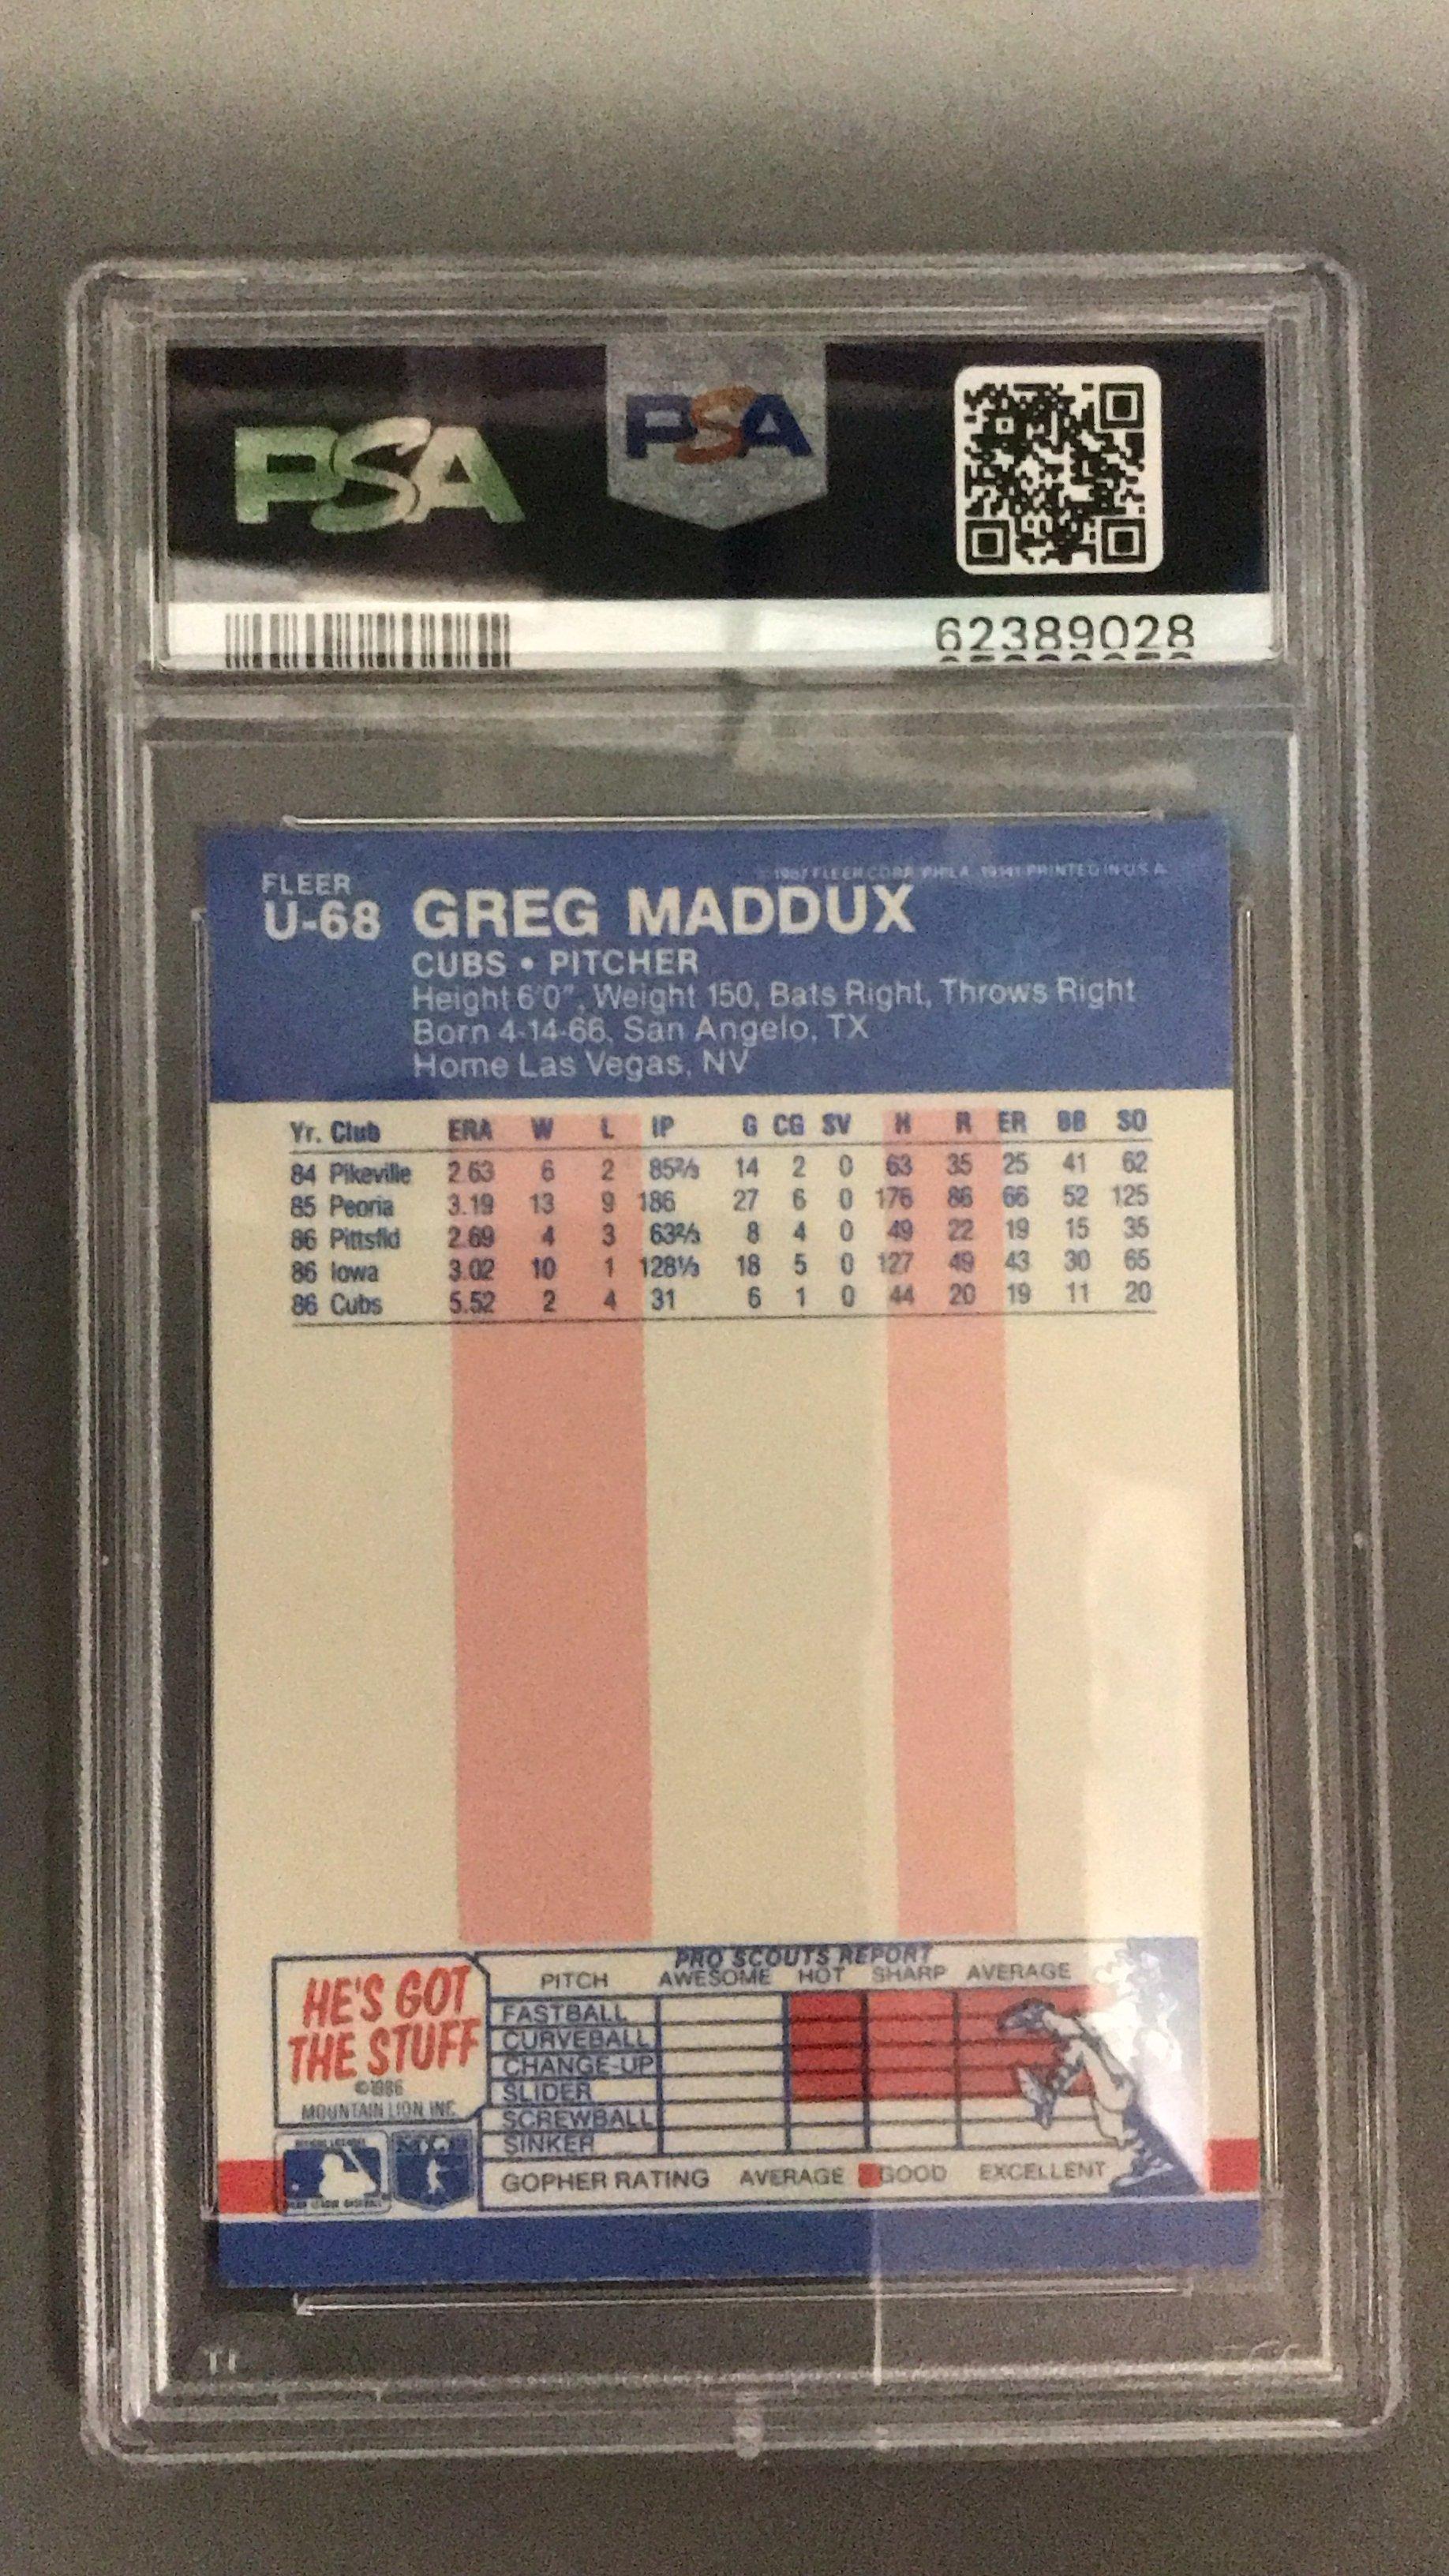 PSA
PSA
62389028
FLEER
© 1987 FLEER CORP. PHILA. 19141 PRINTED IN U.S.A.
U-68 GREG MADDUX
CUBS • PITCHER
Height 6'0", Weight 150, Bats Right, Throws Right
Born 4-14-66, San Angelo, TX
Home Las Vegas, NV
Yr. Club ERA W L IP G CG SV H R ER BB SO
84 Pikeville 2.63 6 2 85⅔ 14 2 0 63 35 25 41 62
85 Peoria 3.19 13 9 186 27 6 0 176 86 66 52 125
86 Pittsfld 2.69 4 3 63⅔ 8 4 0 49 22 19 15 35
86 Iowa 3.02 10 1 128⅓ 18 5 0 127 49 43 30 65
86 Cubs 5.52 2 4 31 6 1 0 44 20 19 11 20
HE'S GOT
THE STUFF
©1986
MOUNTAIN LION INC.
PRO SCOUTS REPORT
PITCH AWESOME HOT SHARP AVERAGE
FASTBALL
CURVEBALL
CHANGE-UP
SLIDER
SCREWBALL
SINKER
GOPHER RATING AVERAGE GOOD EXCELLENT